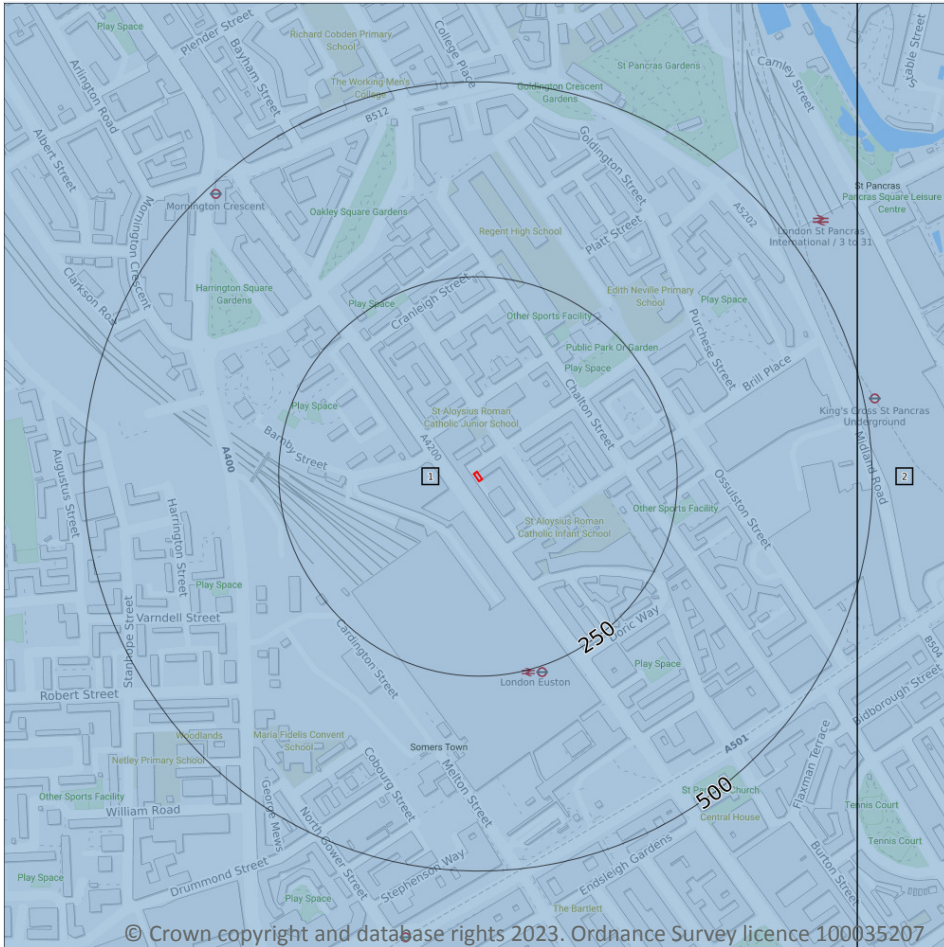 Play Space
Plender Street
Richard Cobden Primary
School
College Place
Bayham Street
Arlington Road
The Working Men's
College
B512
St Pancras Gardens
Goldington Crescent
Gardens
Camley Street
Stable Street
Albert Street
Mornington Crescent
Mornington Crescent
Oakley Square Gardens
Goldington Street
Regent High School
Platt Street
A5202
St Pancras
Pancras Square Leisure
Centre
London St Pancras
International / 3 to 31
Clarkson Row
Harrington Square
Gardens
Play Space
Cranleigh Street
Edith Neville Primary
School
Play Space
Other Sports Facility
Purchese Street
Public Park Or Garden
Play Space
Brill Place
Play Space
Chalton Street
King's Cross St Pancras
Underground
St Aloysius Roman
Catholic Junior School
A4200
Barnby Street
A400
Augustus Street
Midland Road
1
2
Harrington Street
Ossulston Street
Other Sports Facility
St Aloysius Roman
Catholic Infant School
Play Space
Varndell Street
Stanhope Street
Cardington Street
250
Doric Way
Play Space
London Euston
Robert Street
B504
Bidborough Street
Woodlands
Maria Fidelis Convent
School
Somers Town
A501
Netley Primary School
Other Sports Facility
William Road
George Mews
Cobourg Street
Melton Street
500
St Pancras Church
Central House
Flaxman Terrace
Tennis Court
Tennis Court
North Gower Street
Drummond Street
Stephenson Way
Endsleigh Gardens
Burton Street
Play Space
Play Space
The Bartlett
© Crown copyright and database rights 2023. Ordnance Survey licence 100035207